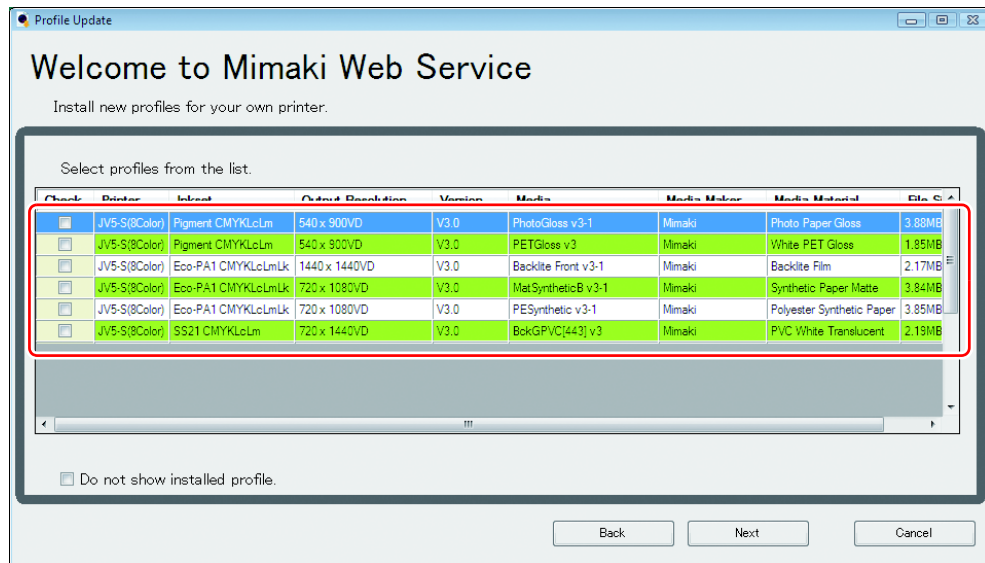 Profile Update
Welcome to Mimaki Web Service
Install new profiles for your own printer.
Select profiles from the list.
Check Printer Inkset Output Resolution Version Media Media Maker Media Material File
JV5-S(8Color) Pigment CMYKLcLm 540 x 900VD V3.0 PhotoGloss v3-1 Mimaki Photo Paper Gloss 3.88MB
JV5-S(8Color) Pigment CMYKLcLm 540 x 900VD V3.0 PETGloss v3 Mimaki White PET Gloss 1.85MB
JV5-S(8Color) Eco-PA1 CMYKLcLmLk 1440 x 1440VD V3.0 Backlite Front v3-1 Mimaki Backlite Film 2.17MB
JV5-S(8Color) Eco-PA1 CMYKLcLmLk 720 x 1080VD V3.0 MatSyntheticB v3-1 Mimaki Synthetic Paper Matte 3.84MB
JV5-S(8Color) Eco-PA1 CMYKLcLmLk 720 x 1080VD V3.0 PESynthetic v3-1 Mimaki Polyester Synthetic Paper 3.85MB
JV5-S(8Color) SS21 CMYKLcLm 720 x 1440VD V3.0 BckGPVC[443] v3 Mimaki PVC White Translucent 2.19MB
Do not show installed profile.
Back Next Cancel